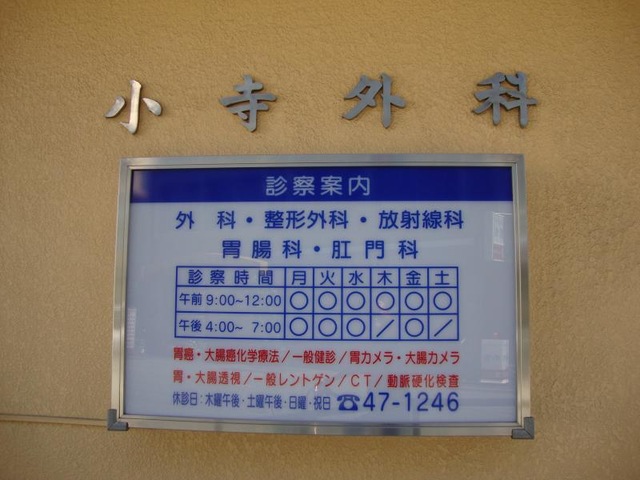 小寺外科
診察案内
外科・整形外科・放射線科
胃腸科・肛門科
診察時間 月 火 水 木 金 土
午前 9:00~12:00 ○ ○ ○ ○ ○ ○
午後 4:00~ 7:00 ○ ○ ○ / ○ /
胃癌・大腸癌化学療法/一般健診/胃カメラ・大腸カメラ
胃・大腸透視/一般レントゲン/CT/動脈硬化検査
休診日:木曜午後・土曜午後・日曜・祝日 ☎47-1246